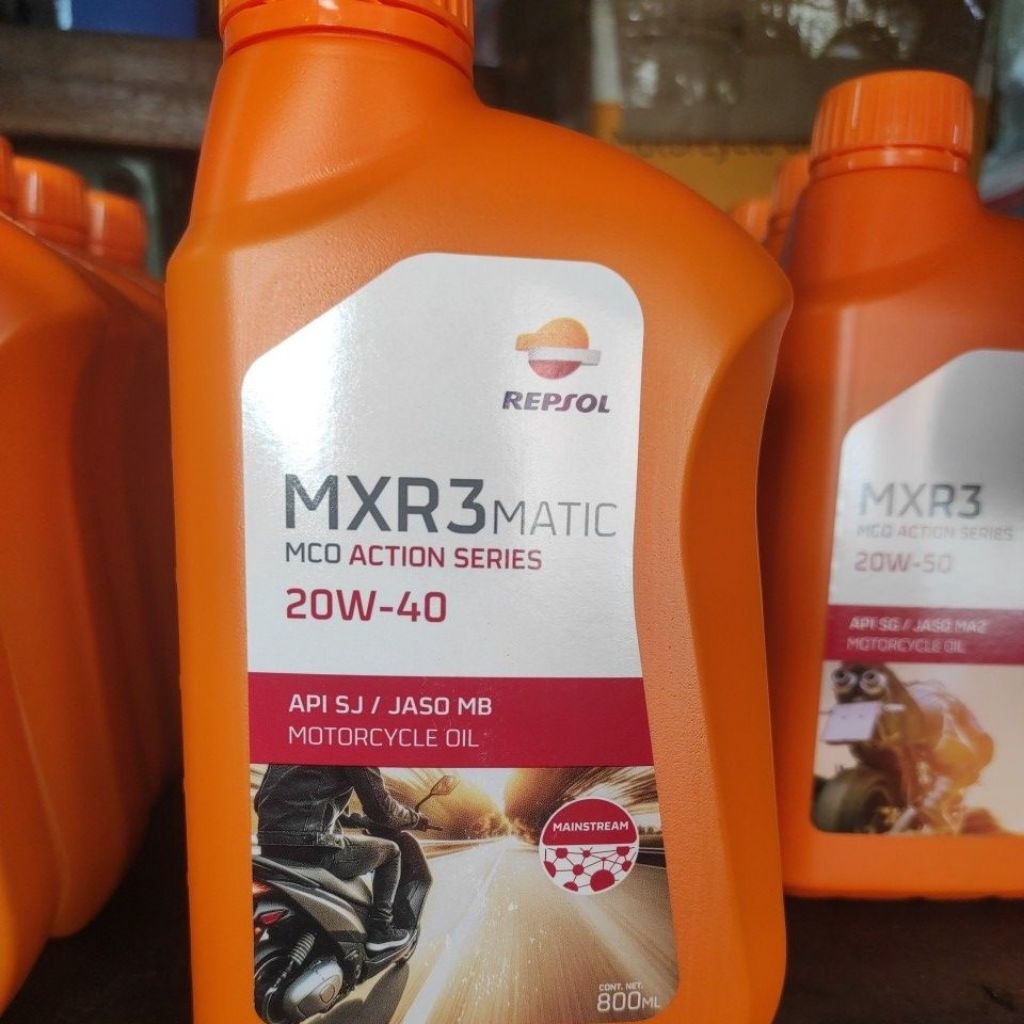 REPSOL
MXR3MATIC
MCO ACTION SERIES
20W-40
API SJ / JASO MB
MOTORCYCLE OIL
MAINSTREAM
CONT. NET.
800ML
MXR3
MCO ACTION SERIES
20W-50
API SG / JASO MA2
MOTORCYCLE OIL